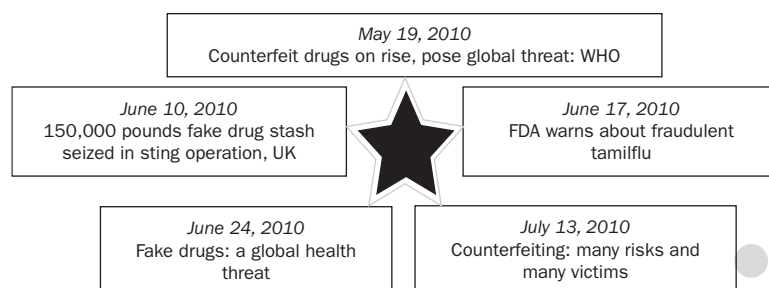 May 19, 2010
Counterfeit drugs on rise, pose global threat: WHO
June 10, 2010
150,000 pounds fake drug stash
seized in sting operation, UK
June 17, 2010
FDA warns about fraudulent
tamilflu
June 24, 2010
Fake drugs: a global health
threat
July 13, 2010
Counterfeiting: many risks and
many victims